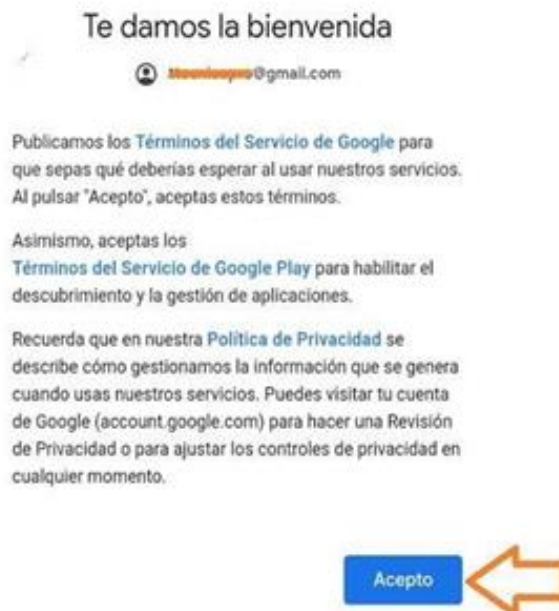 Te damos la bienvenida
@gmail.com
Publicamos los Términos del Servicio de Google para
que sepas qué deberías esperar al usar nuestros servicios.
Al pulsar "Acepto", aceptas estos términos.
Asimismo, aceptas los
Términos del Servicio de Google Play para habilitar el
descubrimiento y la gestión de aplicaciones.
Recuerda que en nuestra Política de Privacidad se
describe cómo gestionamos la información que se genera
cuando usas nuestros servicios. Puedes visitar tu cuenta
de Google (account.google.com) para hacer una Revisión
de Privacidad o para ajustar los controles de privacidad en
cualquier momento.
Acepto